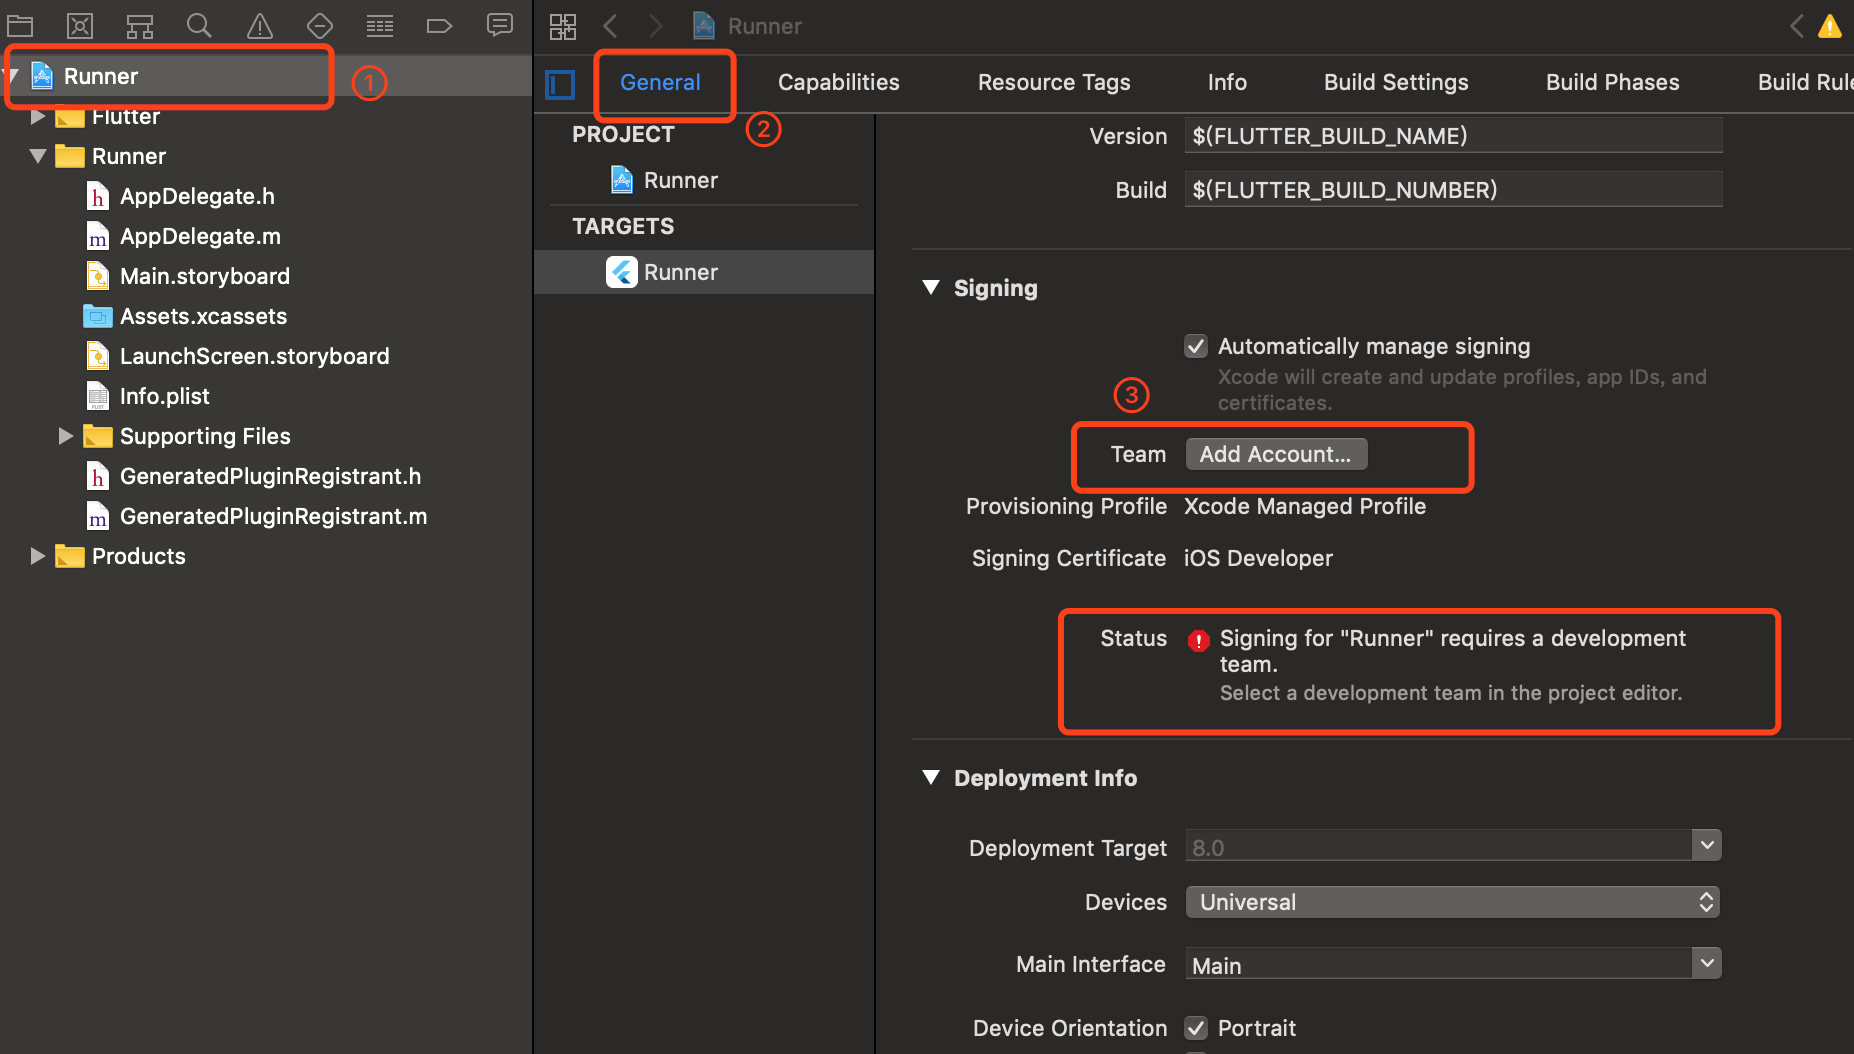 Runner
Runner
①
General
Capabilities
Resource Tags
Info
Build Settings
Build Phases
Build Rule
②
Flutter
Runner
AppDelegate.h
AppDelegate.m
Main.storyboard
Assets.xcassets
LaunchScreen.storyboard
Info.plist
Supporting Files
GeneratedPluginRegistrant.h
GeneratedPluginRegistrant.m
Products
PROJECT
Runner
TARGETS
Runner
Version $(FLUTTER_BUILD_NAME)
Build $(FLUTTER_BUILD_NUMBER)
Signing
Automatically manage signing
Xcode will create and update profiles, app IDs, and
certificates.
③
Team Add Account...
Provisioning Profile Xcode Managed Profile
Signing Certificate iOS Developer
Status Signing for "Runner" requires a development
team.
Select a development team in the project editor.
Deployment Info
Deployment Target 8.0
Devices Universal
Main Interface Main
Device Orientation Portrait